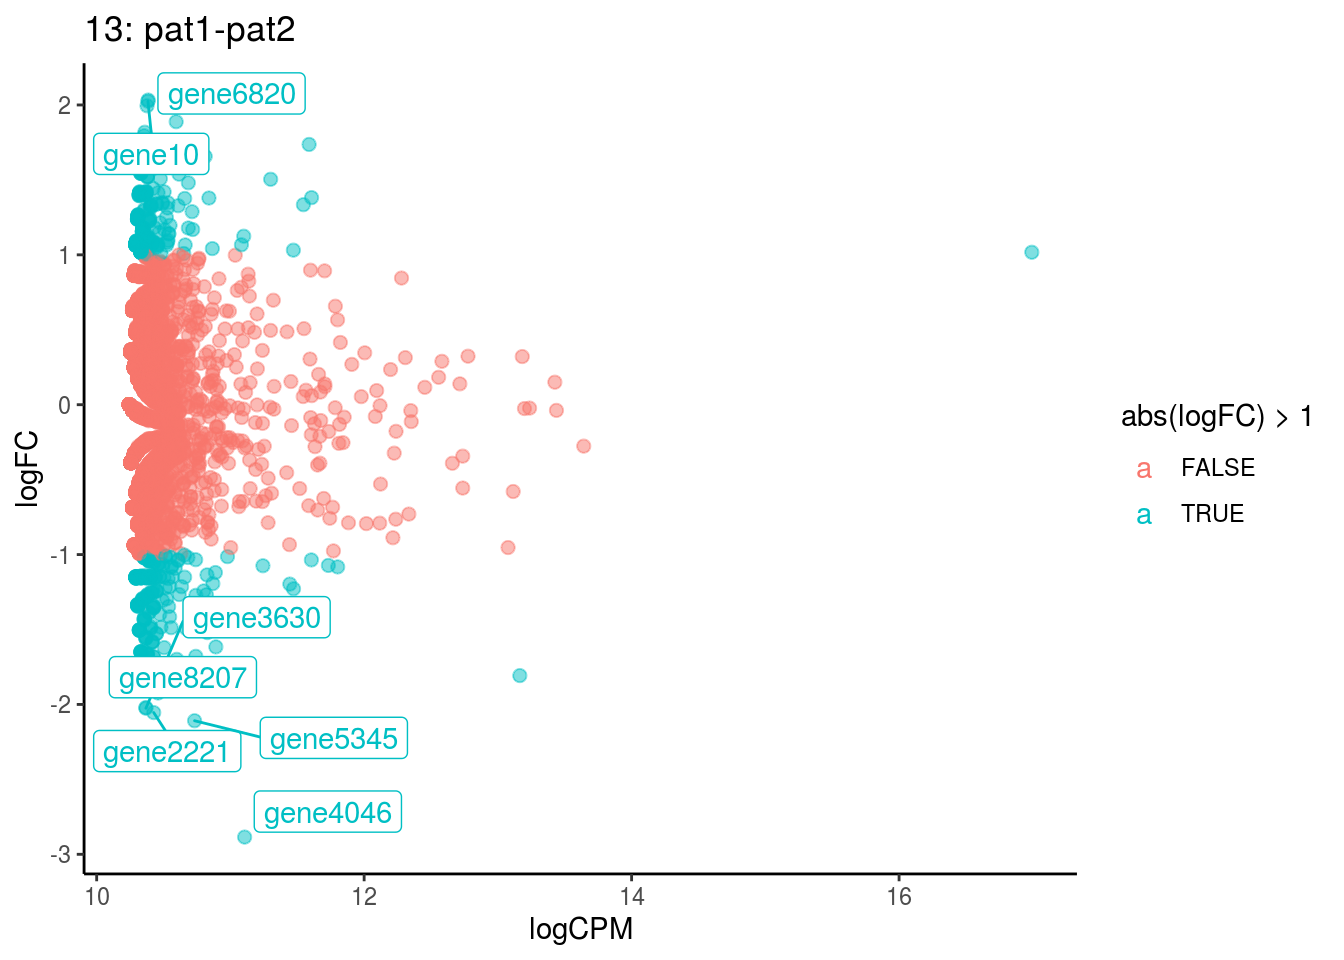 13: pat1-pat2
gene6820
gene10
gene3630
gene8207
gene5345
gene2221
gene4046
2
1
0
-1
-2
-3
logFC
10
12
14
16
logCPM
abs(logFC) > 1
a FALSE
a TRUE